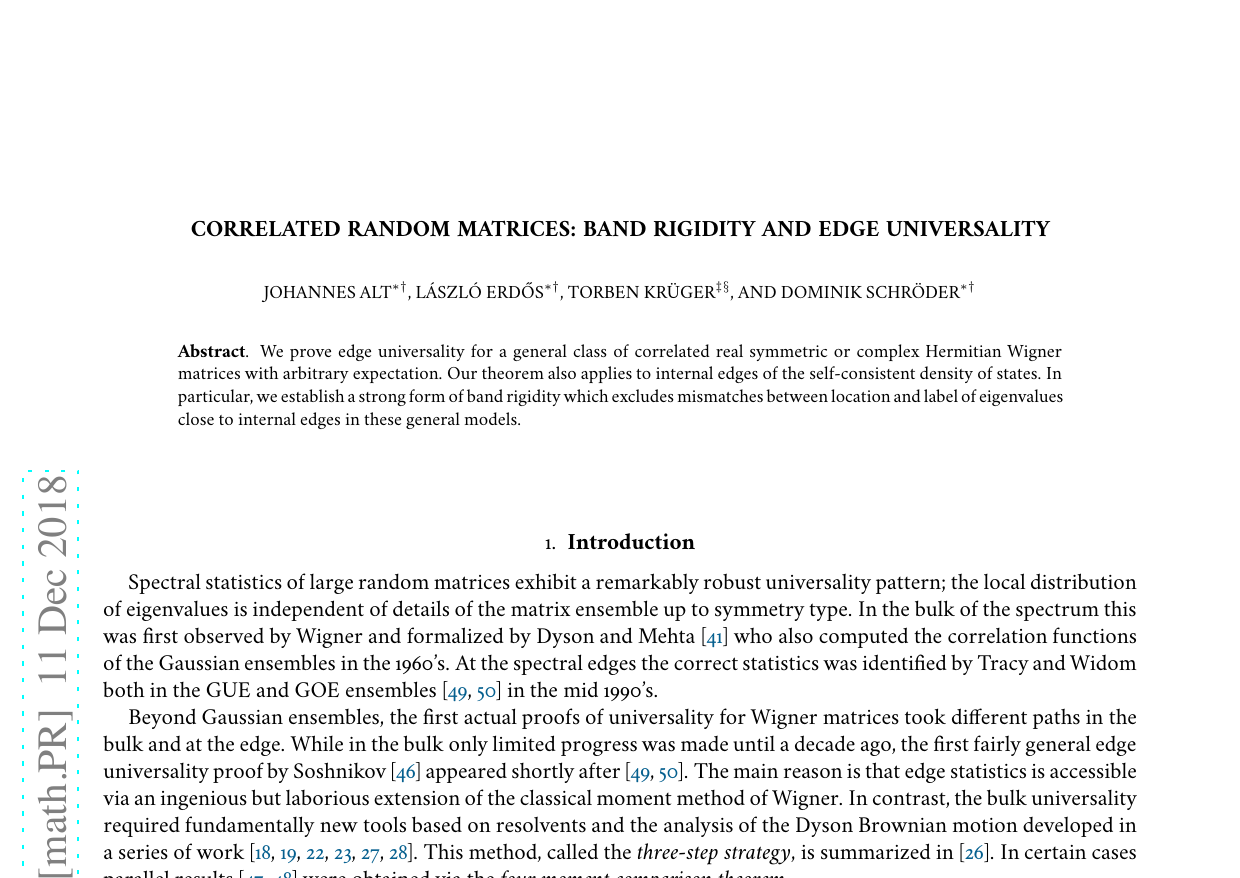 CORRELATED RANDOM MATRICES: BAND RIGIDITY AND EDGE UNIVERSALITY
JOHANNES ALT*†, LÁSZLÓ ERDŐS*†, TORBEN KRÜGER‡§, AND DOMINIK SCHRÖDER*†
Abstract. We prove edge universality for a general class of correlated real symmetric or complex Hermitian Wigner
matrices with arbitrary expectation. Our theorem also applies to internal edges of the self-consistent density of states. In
particular, we establish a strong form of band rigidity which excludes mismatches between location and label of eigenvalues
close to internal edges in these general models.
[math.PR] 11 Dec 2018
1. Introduction
Spectral statistics of large random matrices exhibit a remarkably robust universality pattern; the local distribution
of eigenvalues is independent of details of the matrix ensemble up to symmetry type. In the bulk of the spectrum this
was first observed by Wigner and formalized by Dyson and Mehta [41] who also computed the correlation functions
of the Gaussian ensembles in the 1960's. At the spectral edges the correct statistics was identified by Tracy and Widom
both in the GUE and GOE ensembles [49, 50] in the mid 1990's.
Beyond Gaussian ensembles, the first actual proofs of universality for Wigner matrices took different paths in the
bulk and at the edge. While in the bulk only limited progress was made until a decade ago, the first fairly general edge
universality proof by Soshnikov [46] appeared shortly after [49, 50]. The main reason is that edge statistics is accessible
via an ingenious but laborious extension of the classical moment method of Wigner. In contrast, the bulk universality
required fundamentally new tools based on resolvents and the analysis of the Dyson Brownian motion developed in
a series of work [18, 19, 22, 23, 27, 28]. This method, called the three-step strategy, is summarized in [26]. In certain cases
parallel results [47, 48] were obtained via the four moment comparison theorem.